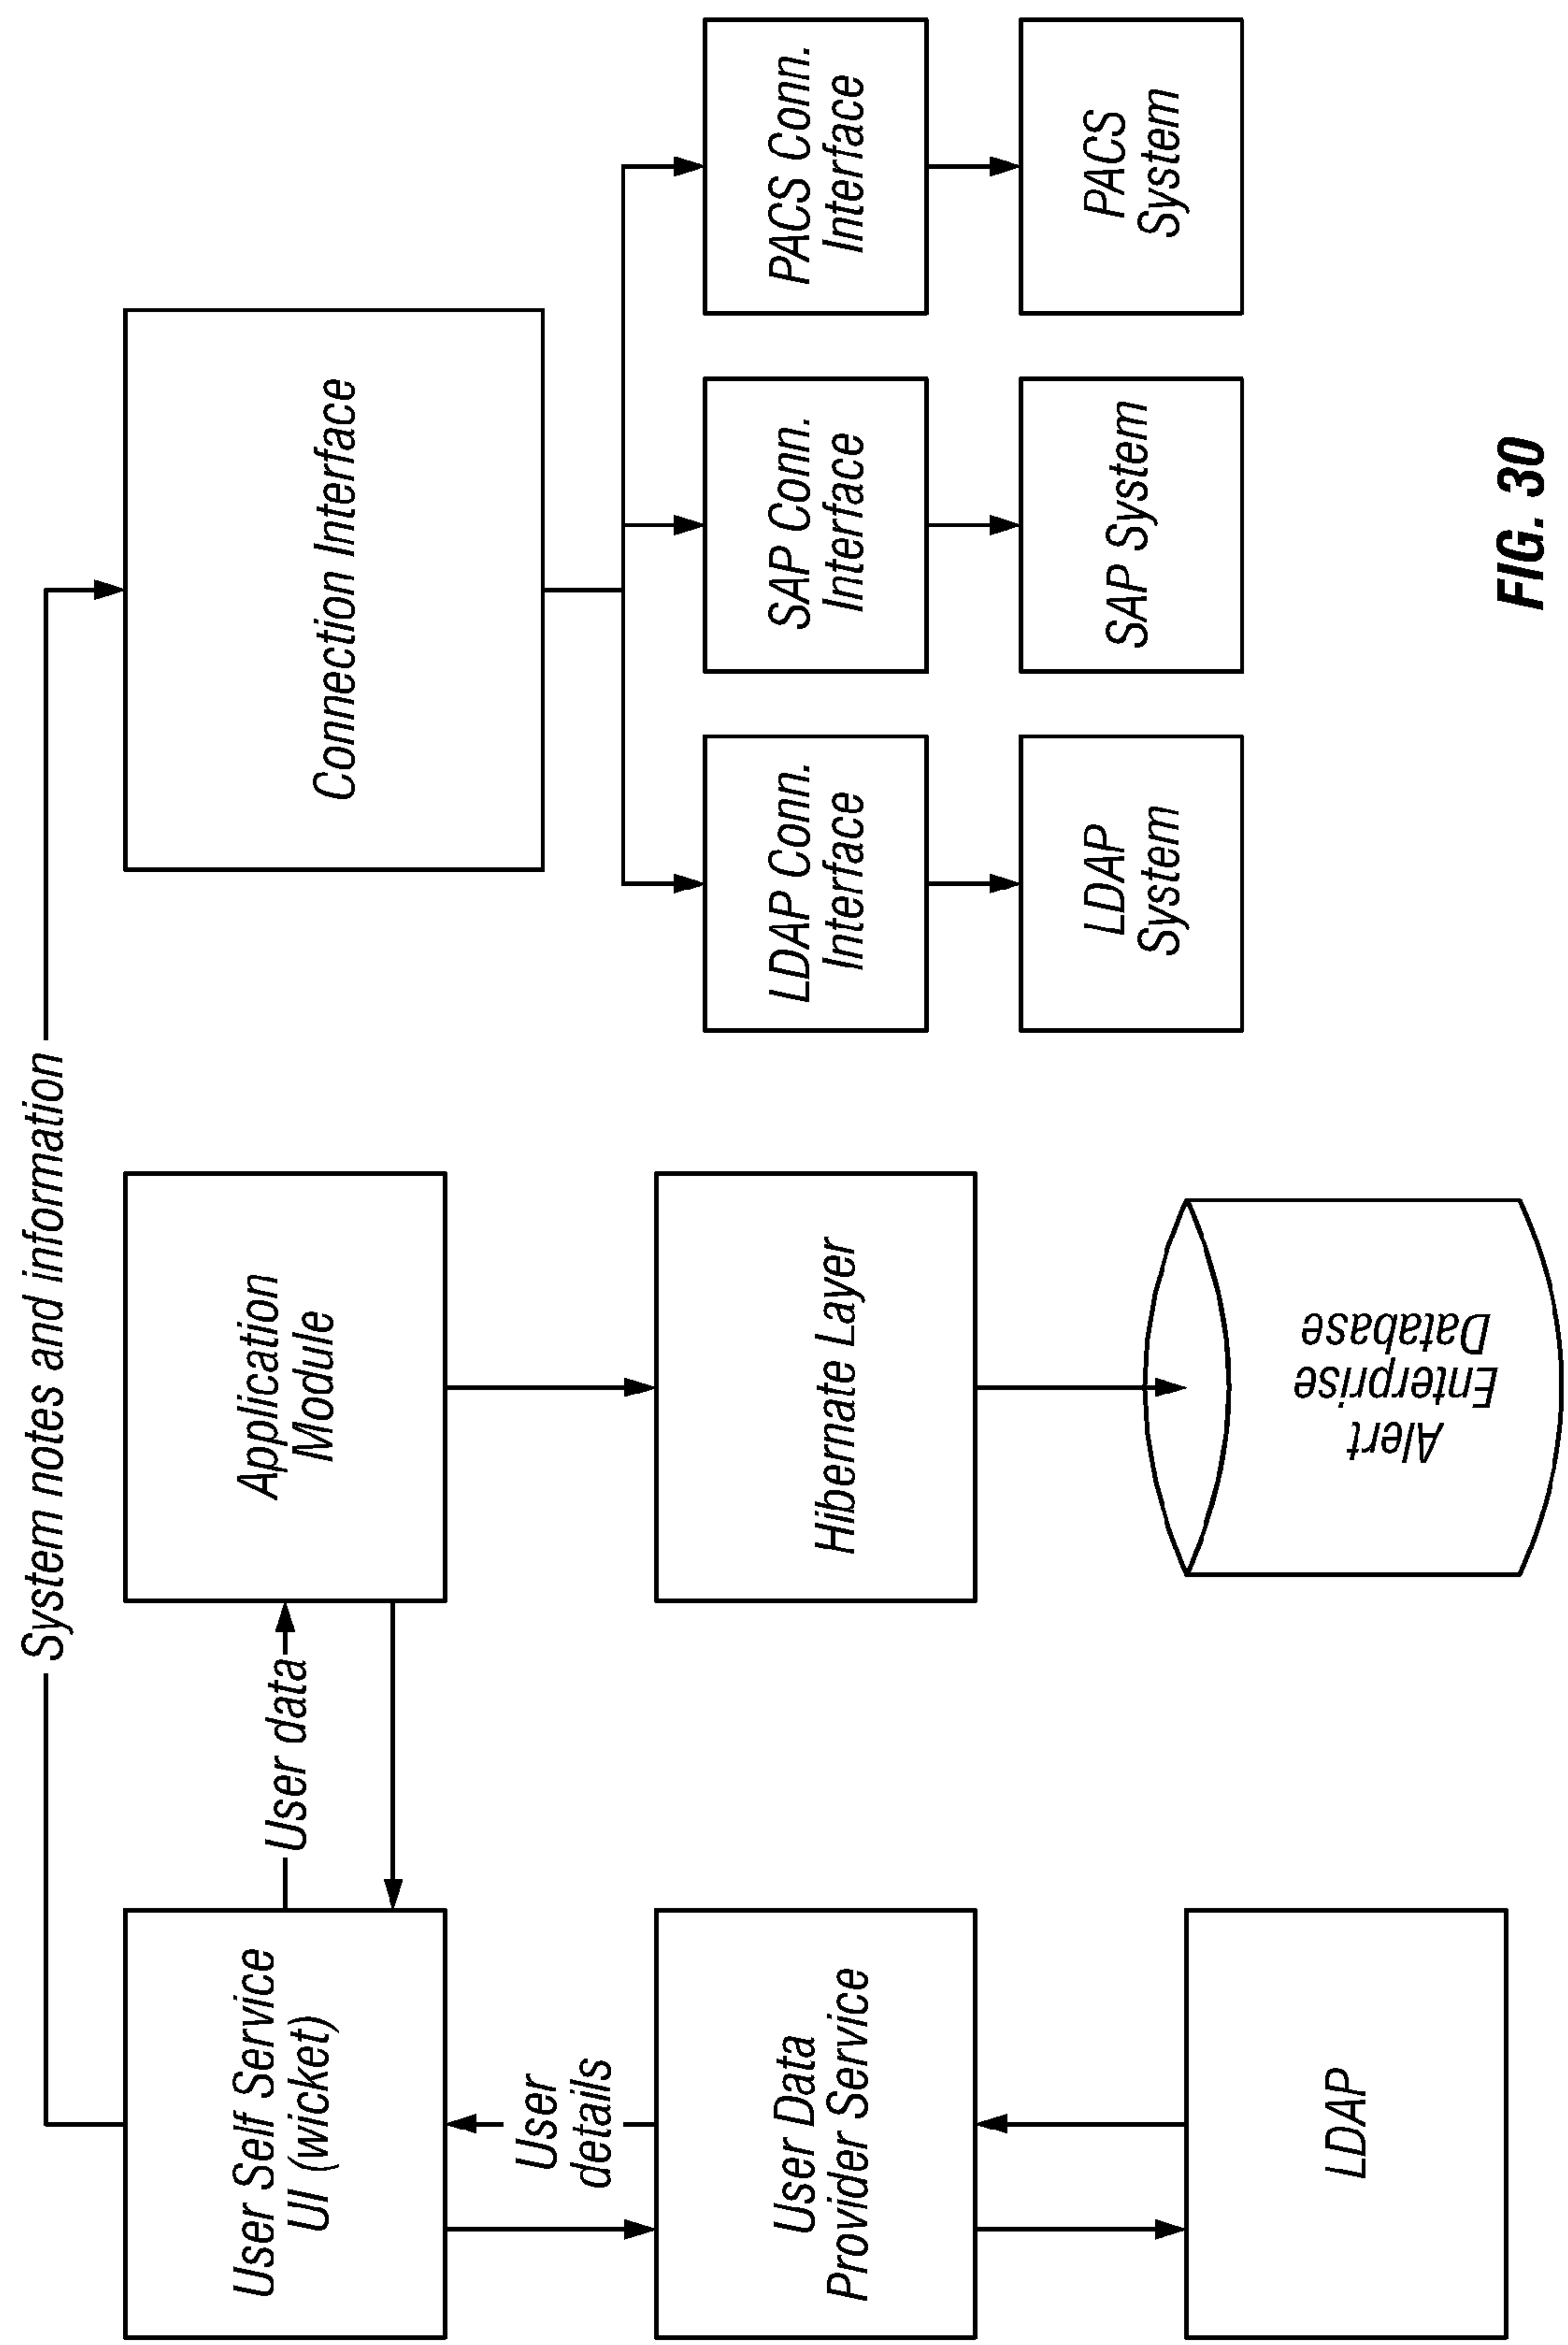 System notes and information
User Self Service
UI (wicket)
User data
Application
Module
Connection Interface
User
details
User Data
Provider Service
Hibernate Layer
LDAP Conn.
Interface
SAP Conn.
Interface
PACS Conn.
Interface
LDAP
Alert
Enterprise
Database
LDAP
System
SAP System
PACS
System
FIG. 30